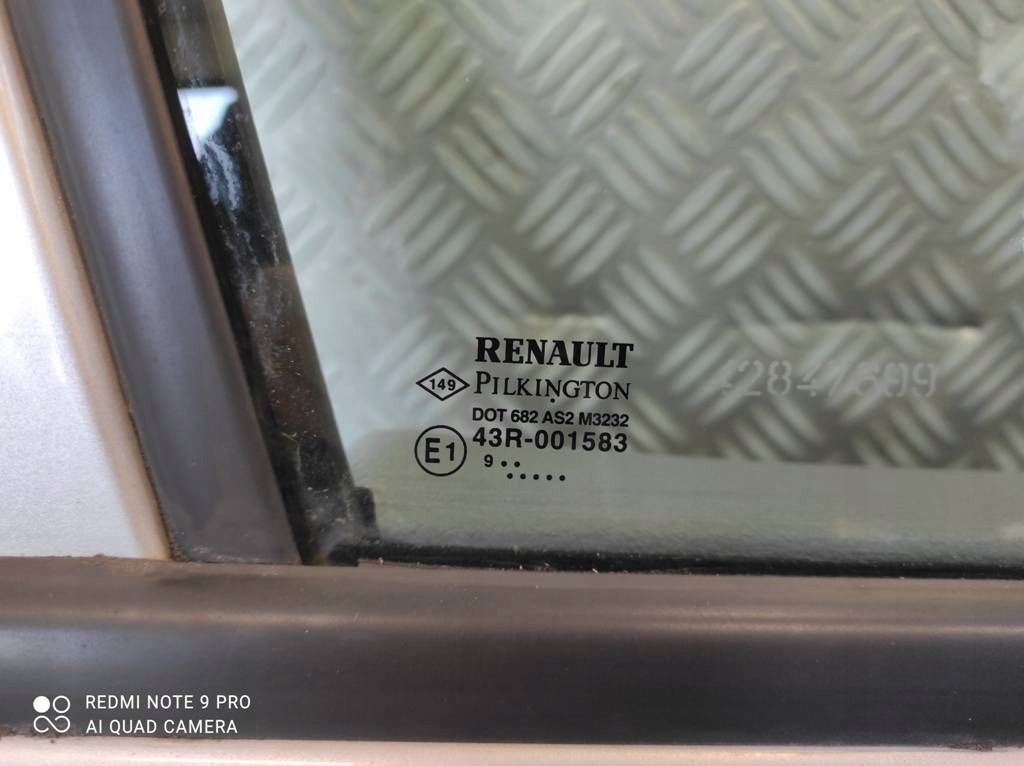 RENAULT
149 PILKINGTON
DOT 682 AS2 M3232
E1 43R-001583
9
REDMI NOTE 9 PRO
AI QUAD CAMERA